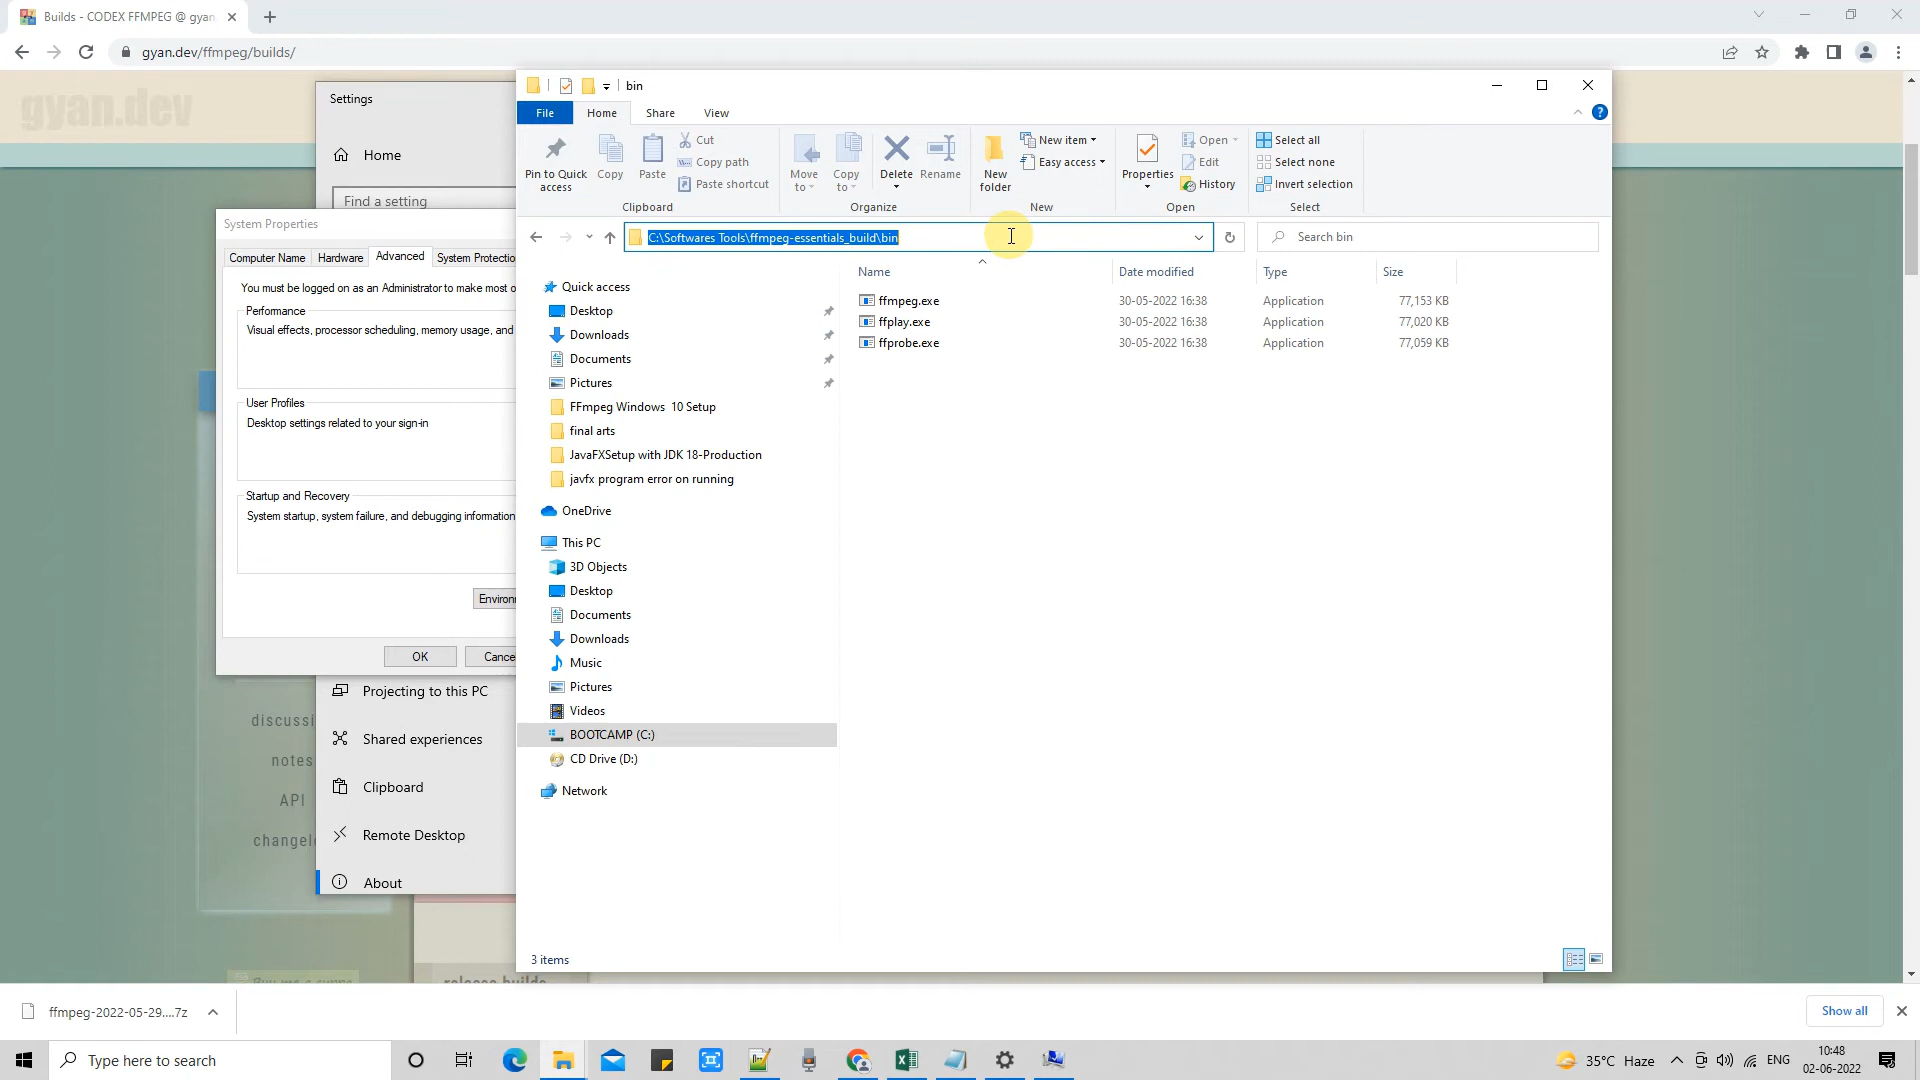 Builds - CODEX FFMPEG @ gyan.
gyan.dev/ffmpeg/builds/
gyan.dev
Settings
Home
Find a setting
System Properties
Computer Name
Hardware
Advanced
System Protectio
You must be logged on as an Administrator to make most o
Performance
Visual effects, processor scheduling, memory usage, and
User Profiles
Desktop settings related to your sign-in
Startup and Recovery
System startup, system failure, and debugging information
Environ
OK
Cance
Projecting to this PC
Shared experiences
Clipboard
Remote Desktop
About
discussi
notes
API
changel
bin
File
Home
Share
View
Pin to Quick access
Copy
Paste
Cut
Copy path
Paste shortcut
Clipboard
Move to
Copy to
Delete
Rename
Organize
New folder
New item
Easy access
New
Properties
Open
Edit
History
Open
Select all
Select none
Invert selection
Select
C:\Softwares Tools\ffmpeg-essentials_build\bin
Search bin
Quick access
Desktop
Downloads
Documents
Pictures
FFmpeg Windows 10 Setup
final arts
JavaFXSetup with JDK 18-Production
javfx program error on running
OneDrive
This PC
3D Objects
Desktop
Documents
Downloads
Music
Pictures
Videos
BOOTCAMP (C:)
CD Drive (D:)
Network
Name Date modified Type Size
ffmpeg.exe 30-05-2022 16:38 Application 77,153 KB
ffplay.exe 30-05-2022 16:38 Application 77,020 KB
ffprobe.exe 30-05-2022 16:38 Application 77,059 KB
3 items
ffmpeg-2022-05-29....7z
Show all
Type here to search
35°C Haze
ENG
10:48
02-06-2022